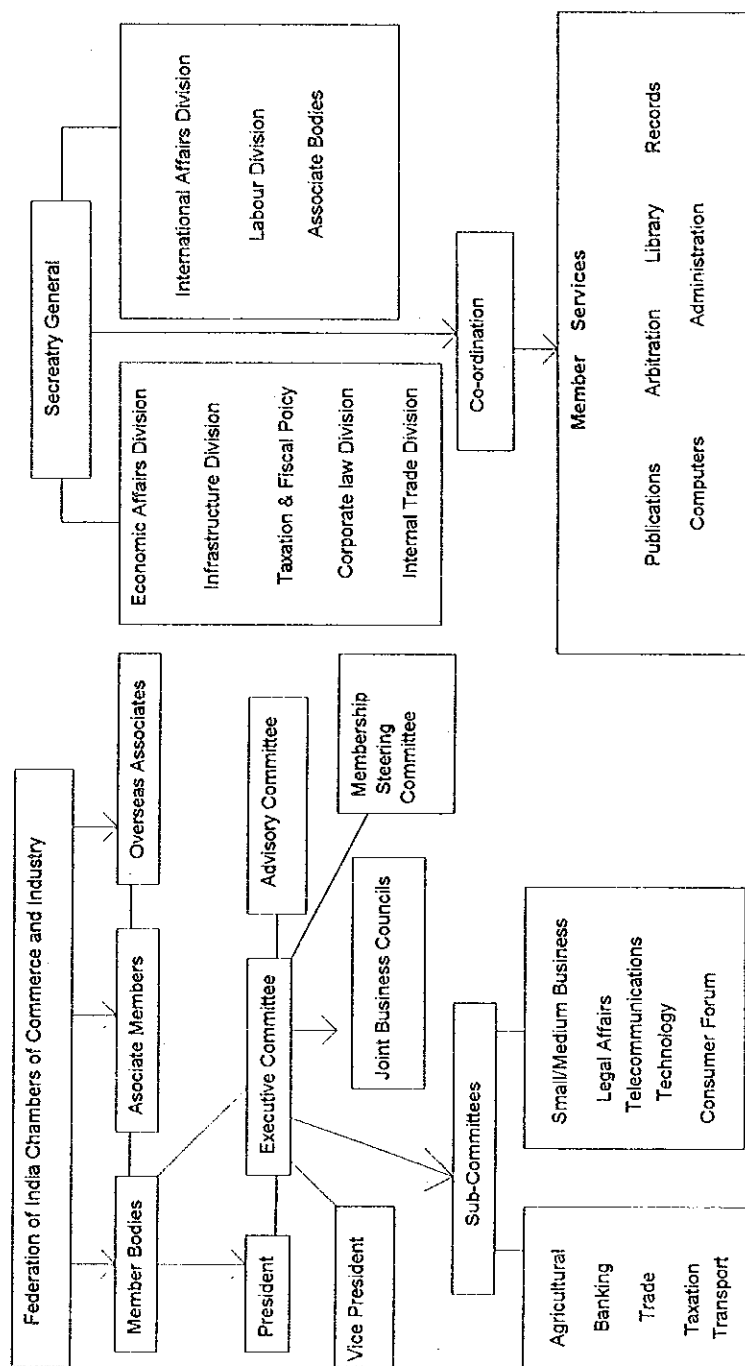 Federation of India Chambers of Commerce and Industry
Member Bodies
Asociate Members
Overseas Associates
President
Executive Committee
Advisory Committee
Vice President
Joint Business Councils
Membership
Steering
Committee
Sub-Committees
Agricultural
Banking
Trade
Taxation
Transport
Small/Medium Business
Legal Affairs
Telecommunications
Technology
Consumer Forum
Secreatry General
Economic Affairs Division
Infrastructure Division
Taxation & Fiscal Poicy
Corporate law Division
Internal Trade Division
International Affairs Division
Labour Division
Associate Bodies
Co-ordination
Member Services
Publications Arbitration Library Records
Computers Administration